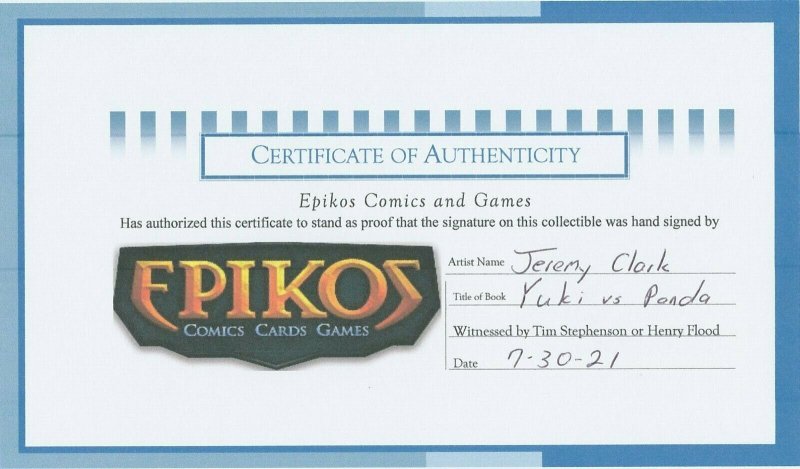 CERTIFICATE OF AUTHENTICITY
Epikos Comics and Games
Has authorized this certificate to stand as proof that the signature on this collectible was hand signed by
EPIKOS
COMICS CARDS GAMES
Artist Name Jeremy Clark
Title of Book Yuki vs Panda
Witnessed by Tim Stephenson or Henry Flood
Date 7-30-21